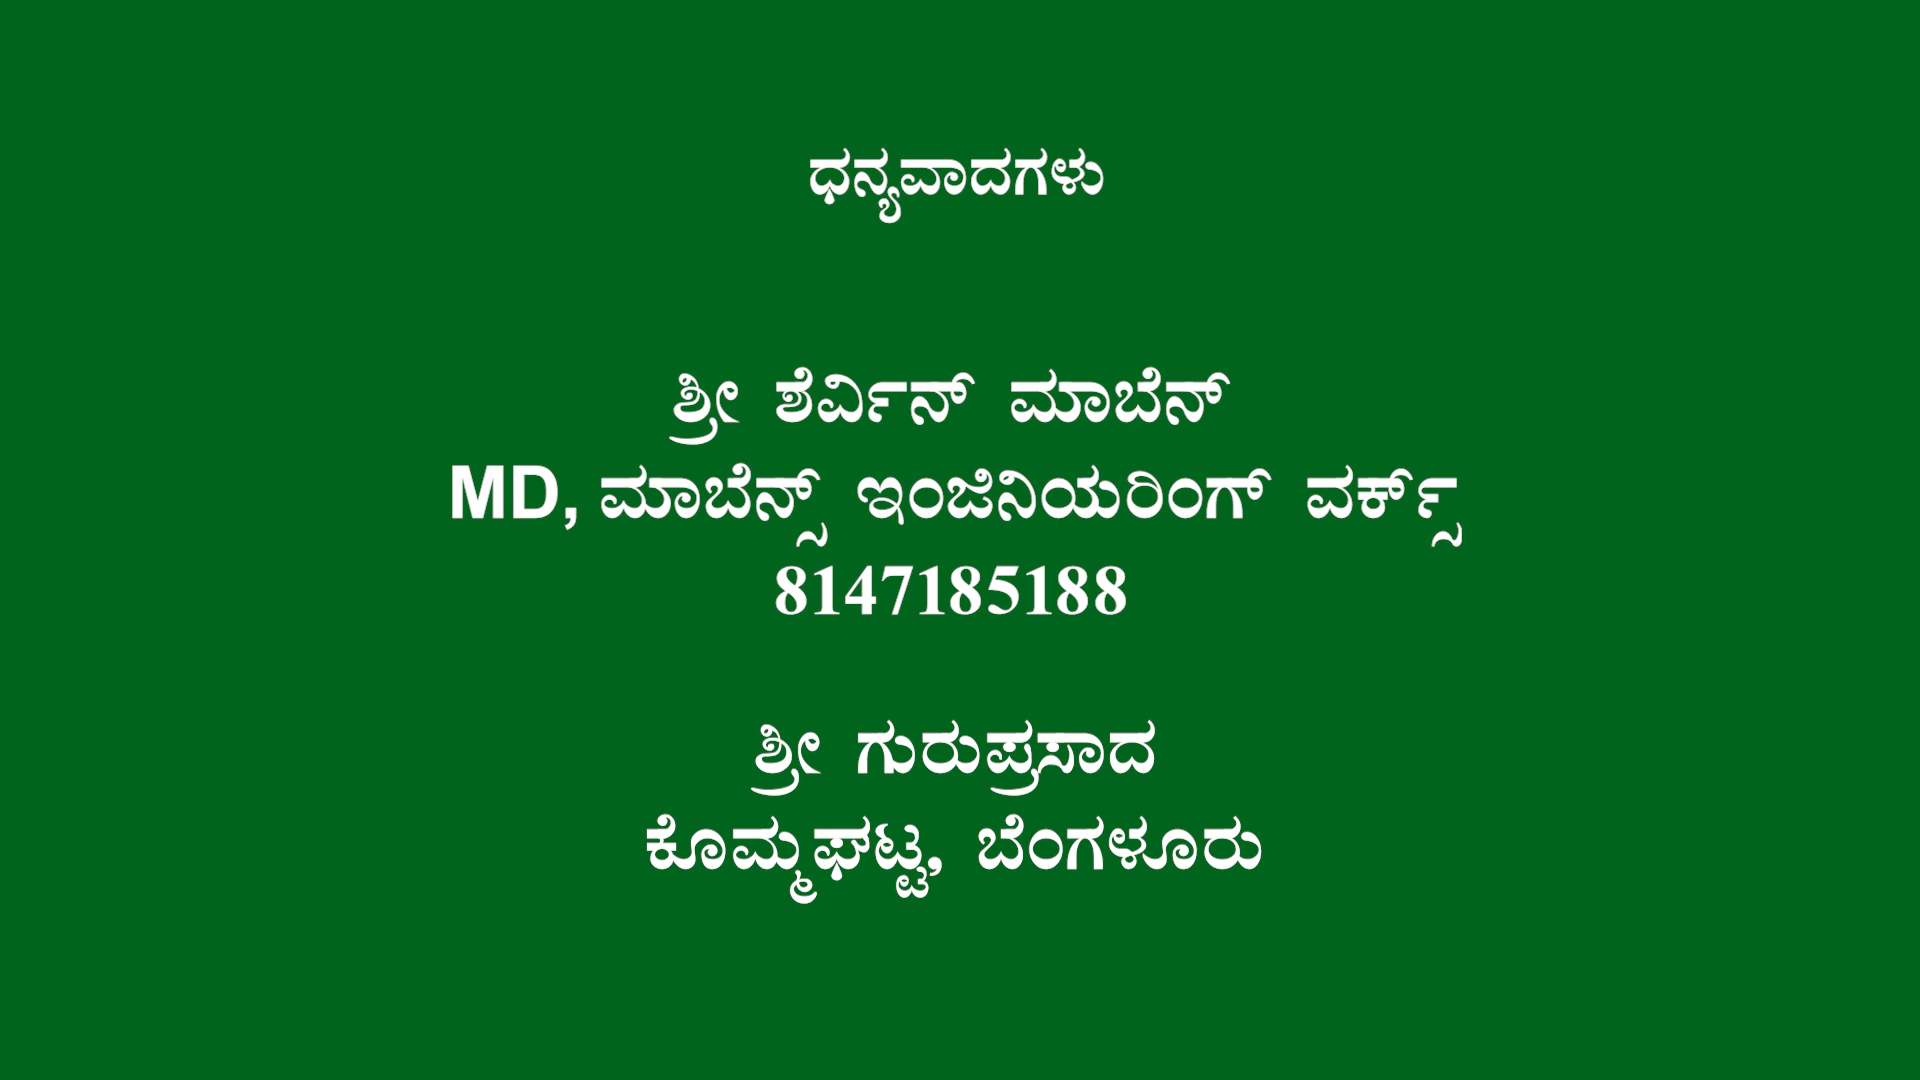 ಧನ್ಯವಾದಗಳು
ಶ್ರೀ ಶೆರ್ವಿನ್ ಮಾಬೆನ್
MD, ಮಾಬೆನ್ಸ್ ಇಂಜಿನಿಯರಿಂಗ್ ವರ್ಕ್ಸ್
8147185188
ಶ್ರೀ ಗುರುಪ್ರಸಾದ
ಕೊಮ್ಮಘಟ್ಟ, ಬೆಂಗಳೂರು